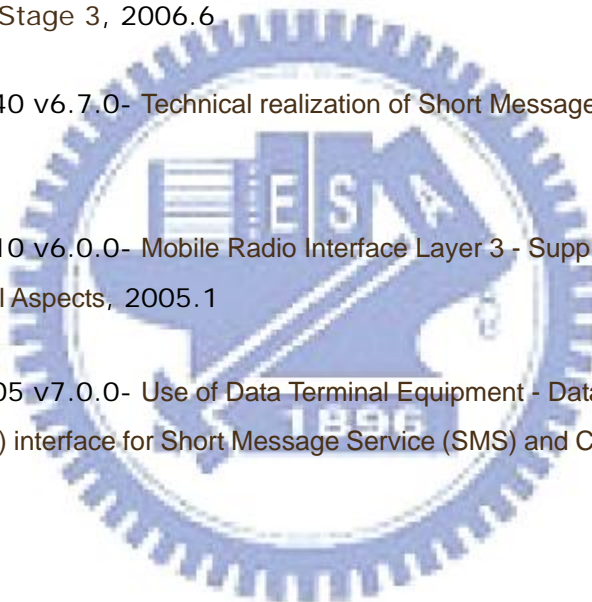 Stage 3, 2006.6
40 v6.7.0- Technical realization of Short Message
10 v6.0.0- Mobile Radio Interface Layer 3 - Supp
l Aspects, 2005.1
05 v7.0.0- Use of Data Terminal Equipment - Data
) interface for Short Message Service (SMS) and C
E S A
1896